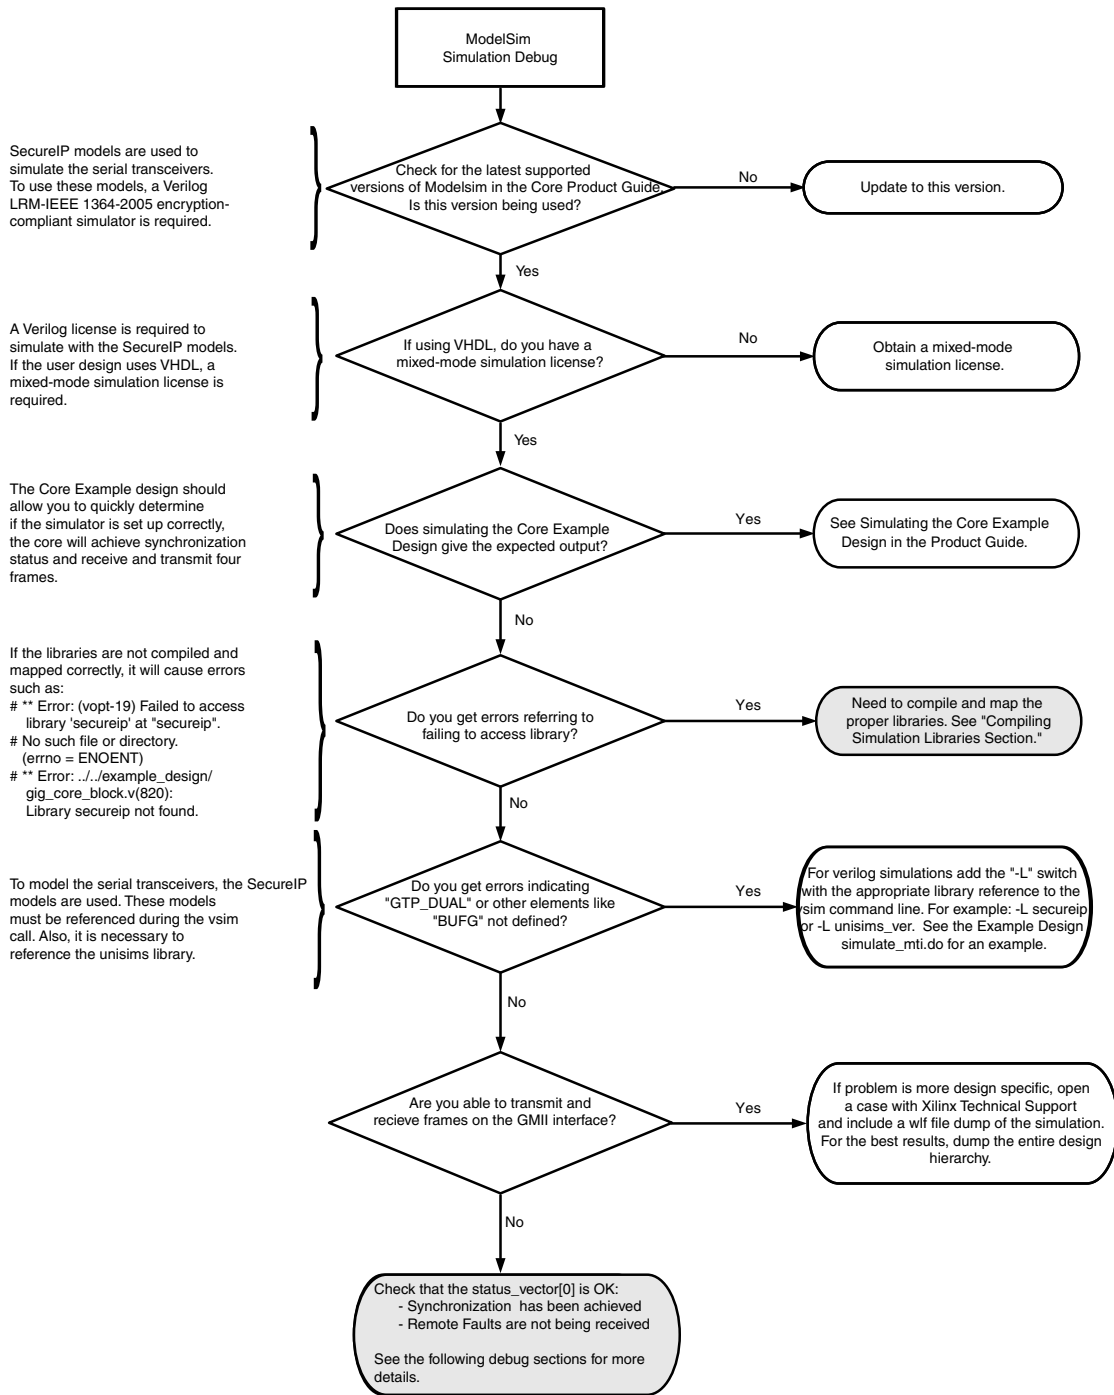 ModelSim
Simulation Debug
SecureIP models are used to
simulate the serial transceivers.
To use these models, a Verilog
LRM-IEEE 1364-2005 encryption-
compliant simulator is required.
Check for the latest supported
versions of Modelsim in the Core Product Guide.
Is this version being used?
No
Update to this version.
Yes
A Verilog license is required to
simulate with the SecureIP models.
If the user design uses VHDL, a
mixed-mode simulation license is
required.
If using VHDL, do you have a
mixed-mode simulation license?
No
Obtain a mixed-mode
simulation license.
Yes
The Core Example design should
allow you to quickly determine
if the simulator is set up correctly,
the core will achieve synchronization
status and receive and transmit four
frames.
Does simulating the Core Example
Design give the expected output?
Yes
See Simulating the Core Example
Design in the Product Guide.
No
If the libraries are not compiled and
mapped correctly, it will cause errors
such as:
# ** Error: (vopt-19) Failed to access
library 'secureip' at "secureip".
# No such file or directory.
(errno = ENOENT)
# ** Error: ../../example_design/
gig_core_block.v(820):
Library secureip not found.
Do you get errors referring to
failing to access library?
Yes
Need to compile and map the
proper libraries. See "Compiling
Simulation Libraries Section."
No
To model the serial transceivers, the SecureIP
models are used. These models
must be referenced during the vsim
call. Also, it is necessary to
reference the unisims library.
Do you get errors indicating
"GTP_DUAL" or other elements like
"BUFG" not defined?
Yes
For verilog simulations add the "-L" switch
with the appropriate library reference to the
vsim command line. For example: -L secureip
or -L unisims_ver. See the Example Design
simulate_mti.do for an example.
No
Are you able to transmit and
recieve frames on the GMII interface?
Yes
If problem is more design specific, open
a case with Xilinx Technical Support
and include a wlf file dump of the simulation.
For the best results, dump the entire design
hierarchy.
No
Check that the status_vector[0] is OK:
- Synchronization has been achieved
- Remote Faults are not being received
See the following debug sections for more
details.